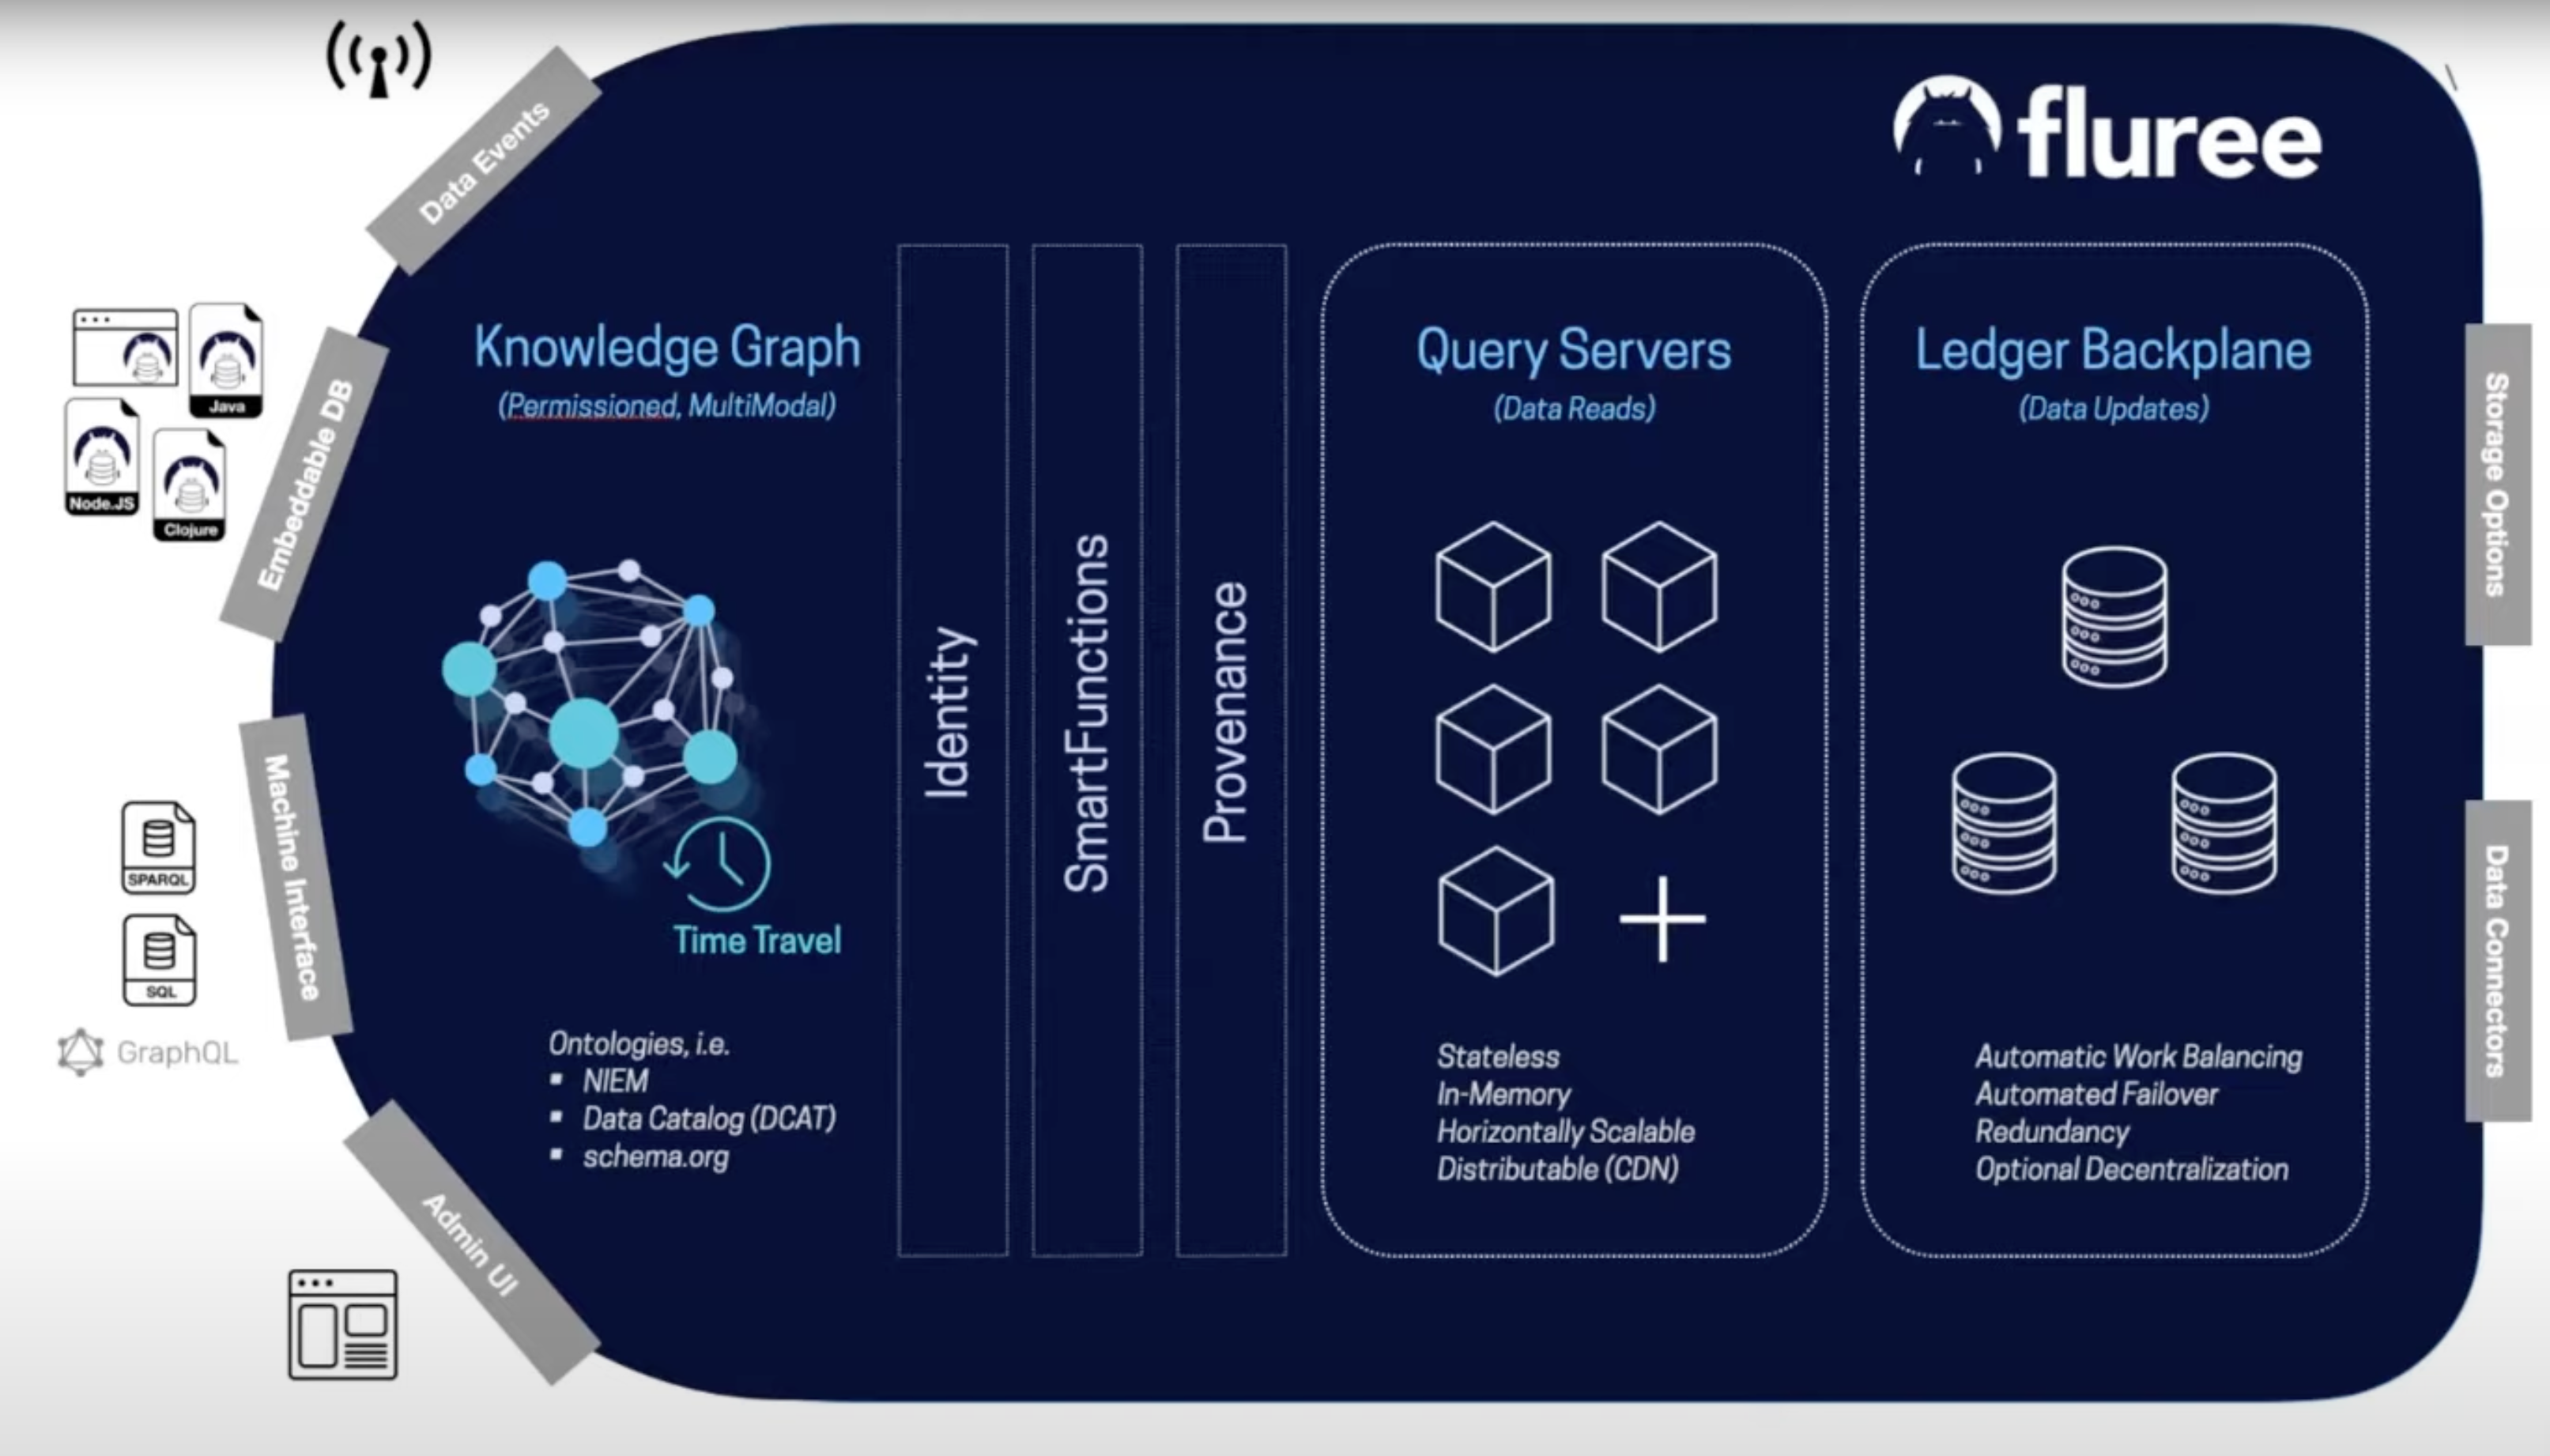 fluree
Data Events
Embeddable DB
Java
Node.JS
Clojure
Machine Interface
SPARQL
SQL
GraphQL
Admin UI
Knowledge Graph
(Permissioned, MultiModal)
Time Travel
Ontologies, i.e.
▪ NIEM
▪ Data Catalog (DCAT)
▪ schema.org
Identity
SmartFunctions
Provenance
Query Servers
(Data Reads)
Stateless
In-Memory
Horizontally Scalable
Distributable (CDN)
Ledger Backplane
(Data Updates)
Automatic Work Balancing
Automated Failover
Redundancy
Optional Decentralization
Storage Options
Data Connectors